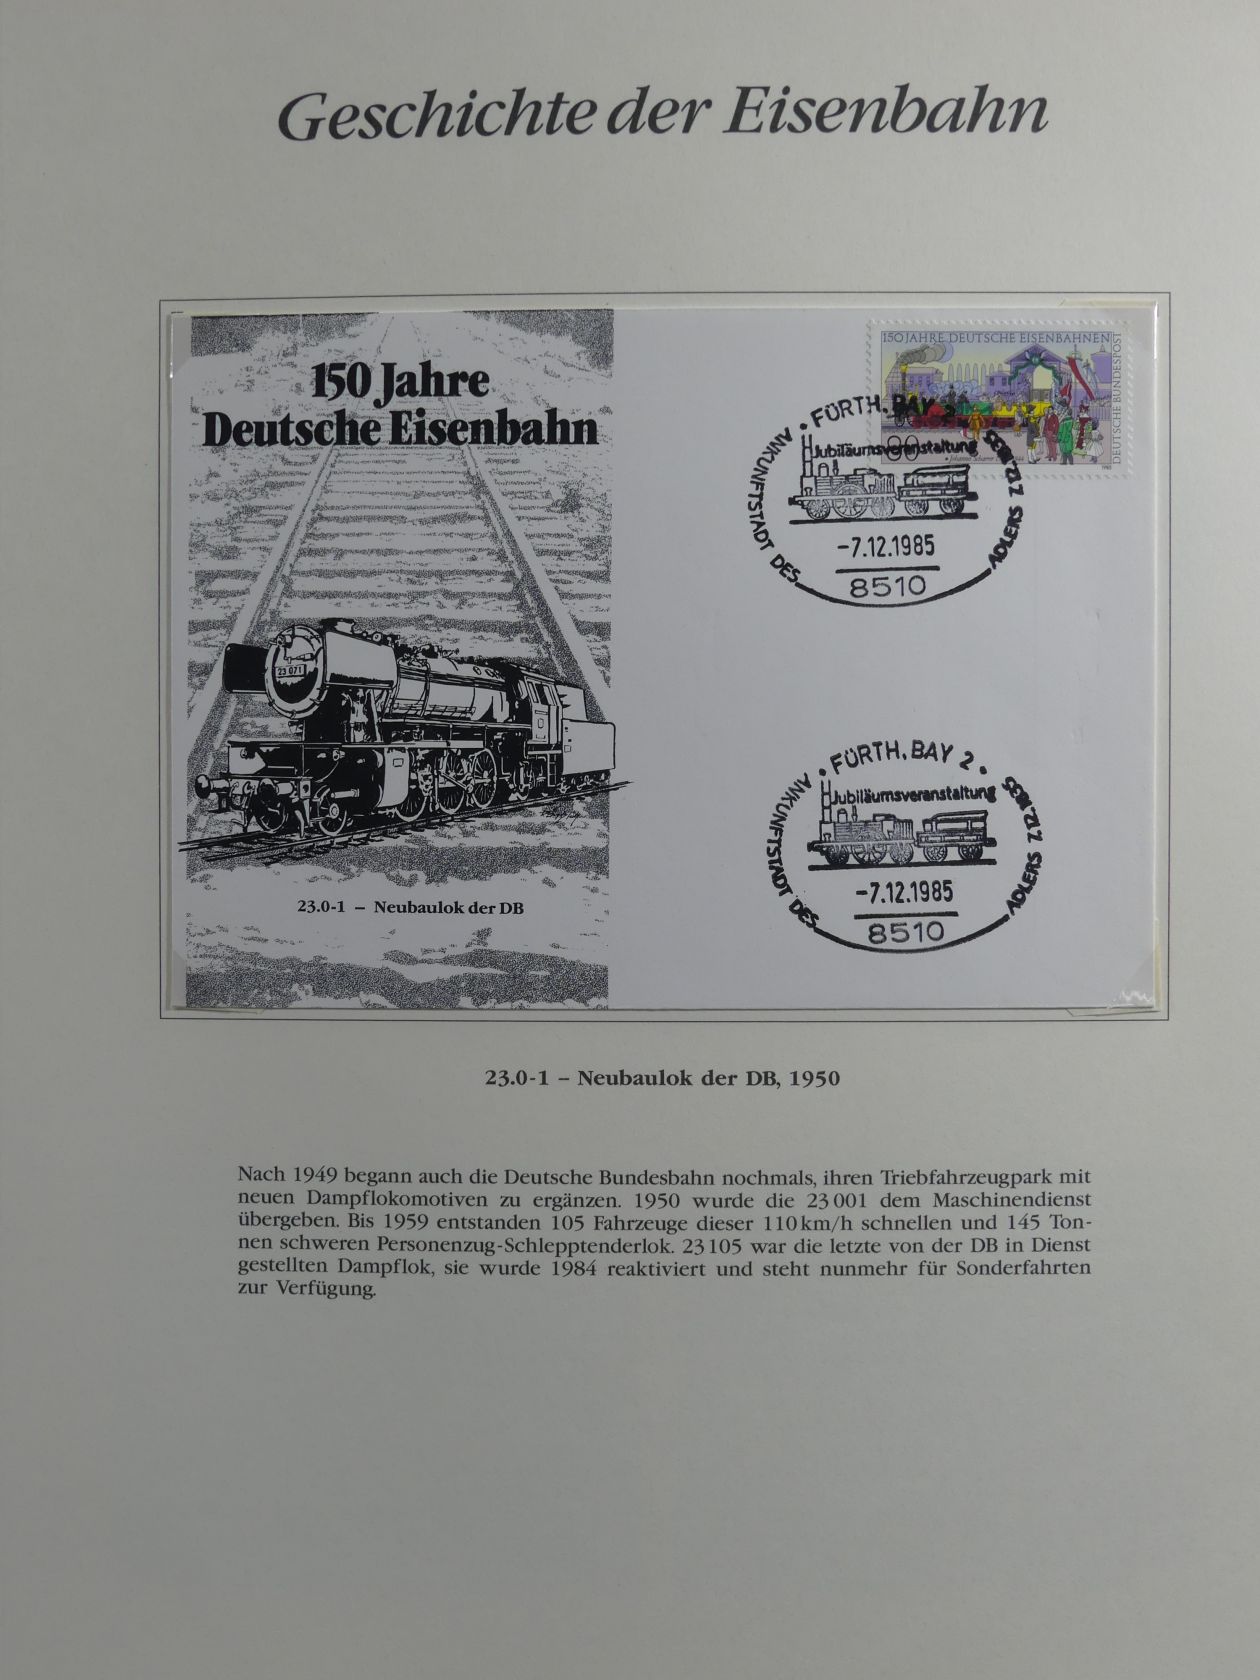 Geschichte der Eisenbahn
150 Jahre
Deutsche Eisenbahn
23 071
23.0-1 – Neubaulok der DB
150 JAHRE DEUTSCHE EISENBAHNEN
DEUTSCHE BUNDESPOST
80
1985
• FÜRTH, BAY 2 •
Jubiläumsveranstaltung
ANKUNFTSTADT DES ADLERS 7.12.1835
-7.12.1985
8510
• FÜRTH, BAY 2 •
Jubiläumsveranstaltung
ANKUNFTSTADT DES ADLERS 7.12.1835
-7.12.1985
8510
23.0-1 – Neubaulok der DB, 1950
Nach 1949 begann auch die Deutsche Bundesbahn nochmals, ihren Triebfahrzeugpark mit
neuen Dampflokomotiven zu ergänzen. 1950 wurde die 23 001 dem Maschinendienst
übergeben. Bis 1959 entstanden 105 Fahrzeuge dieser 110 km/h schnellen und 145 Ton-
nen schweren Personenzug-Schlepptenderlok. 23 105 war die letzte von der DB in Dienst
gestellten Dampflok, sie wurde 1984 reaktiviert und steht nunmehr für Sonderfahrten
zur Verfügung.